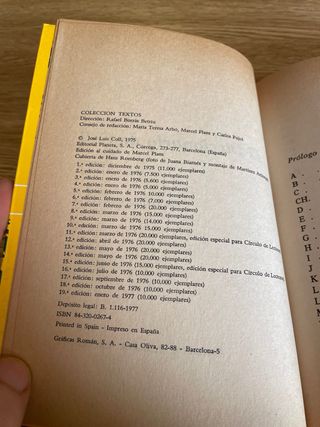 COLECCION TEXTOS
Dirección: Rafael Borràs Betriu
Consejo de redacción: María Teresa Arbó, Marcel Plans y Carlos Pujol
© José Luis Coll, 1975
Editorial Planeta, S. A., Córcega, 273-277, Barcelona (España)
Edición al cuidado de Marcel Plans
Cubierta de Hans Romberg (foto de Juana Biarnés y montaje de Martínez
1.ª edición: diciembre de 1975 (11.000 ejemplares)
2.ª edición: enero de 1976 (7.500 ejemplares)
3.ª edición: enero de 1976 (5.600 ejemplares)
4.ª edición: enero de 1976 (5.000 ejemplares)
5.ª edición: febrero de 1976 (10.000 ejemplares)
6.ª edición: febrero de 1976 (7.000 ejemplares)
7.ª edición: febrero de 1976 (20.000 ejemplares)
8.ª edición: marzo de 1976 (15.000 ejemplares)
9.ª edición: marzo de 1976 (14.000 ejemplares)
10.ª edición: marzo de 1976 (15.000 ejemplares)
11.ª edición: marzo de 1976 (20.000 ejemplares), edición especial para Círculo de Lectores
12.ª edición: abril de 1976 (20.000 ejemplares)
13.ª edición: mayo de 1976 (20.000 ejemplares)
14.ª edición: mayo de 1976 (20.000 ejemplares)
15.ª edición: junio de 1976 (15.000 ejemplares), edición especial para Círculo de Lectores
16.ª edición: julio de 1976 (10.000 ejemplares)
17.ª edición: septiembre de 1976 (10.000 ejemplares)
18.ª edición: octubre de 1976 (10.000 ejemplares)
19.ª edición: enero de 1977 (10.000 ejemplares)
Depósito legal: B. 1.116-1977
ISBN 84-320-0267-4
Printed in Spain - Impreso en España
Gráficas Román, S. A. - Casa Oliva, 82-88 - Barcelona-5
Prólogo
A .
B .
C .
CH.
D .
E .
F .
G .
H .
I .
J .
K .
L .